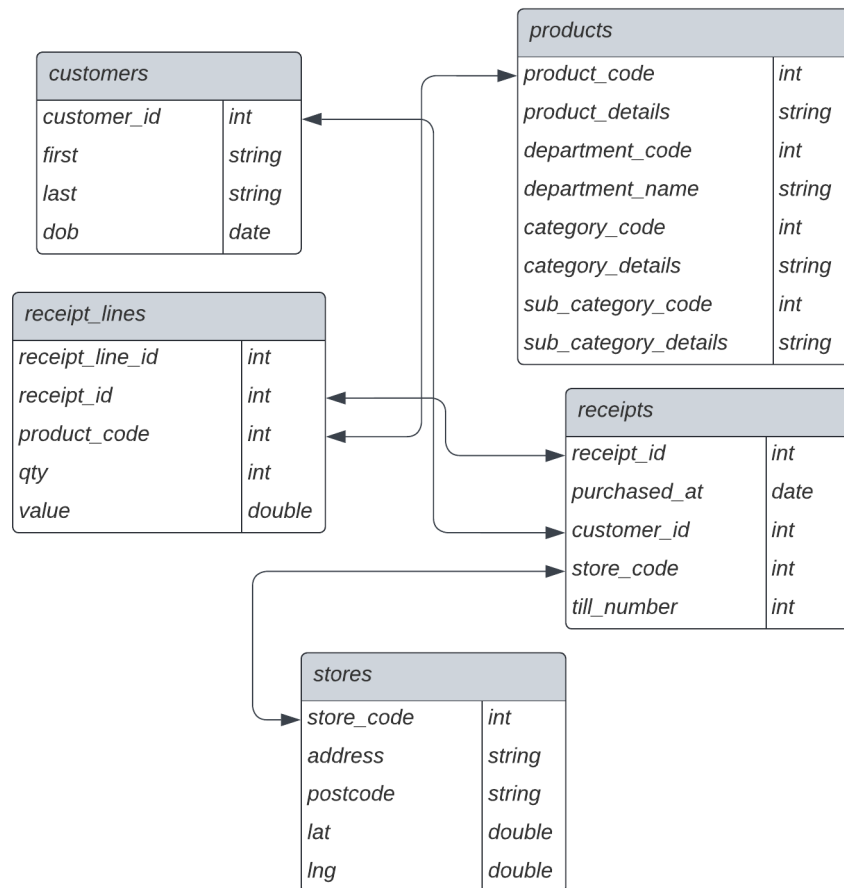 customers
customer_id int
first string
last string
dob date
products
product_code int
product_details string
department_code int
department_name string
category_code int
category_details string
sub_category_code int
sub_category_details string
receipt_lines
receipt_line_id int
receipt_id int
product_code int
qty int
value double
receipts
receipt_id int
purchased_at date
customer_id int
store_code int
till_number int
stores
store_code int
address string
postcode string
lat double
lng double